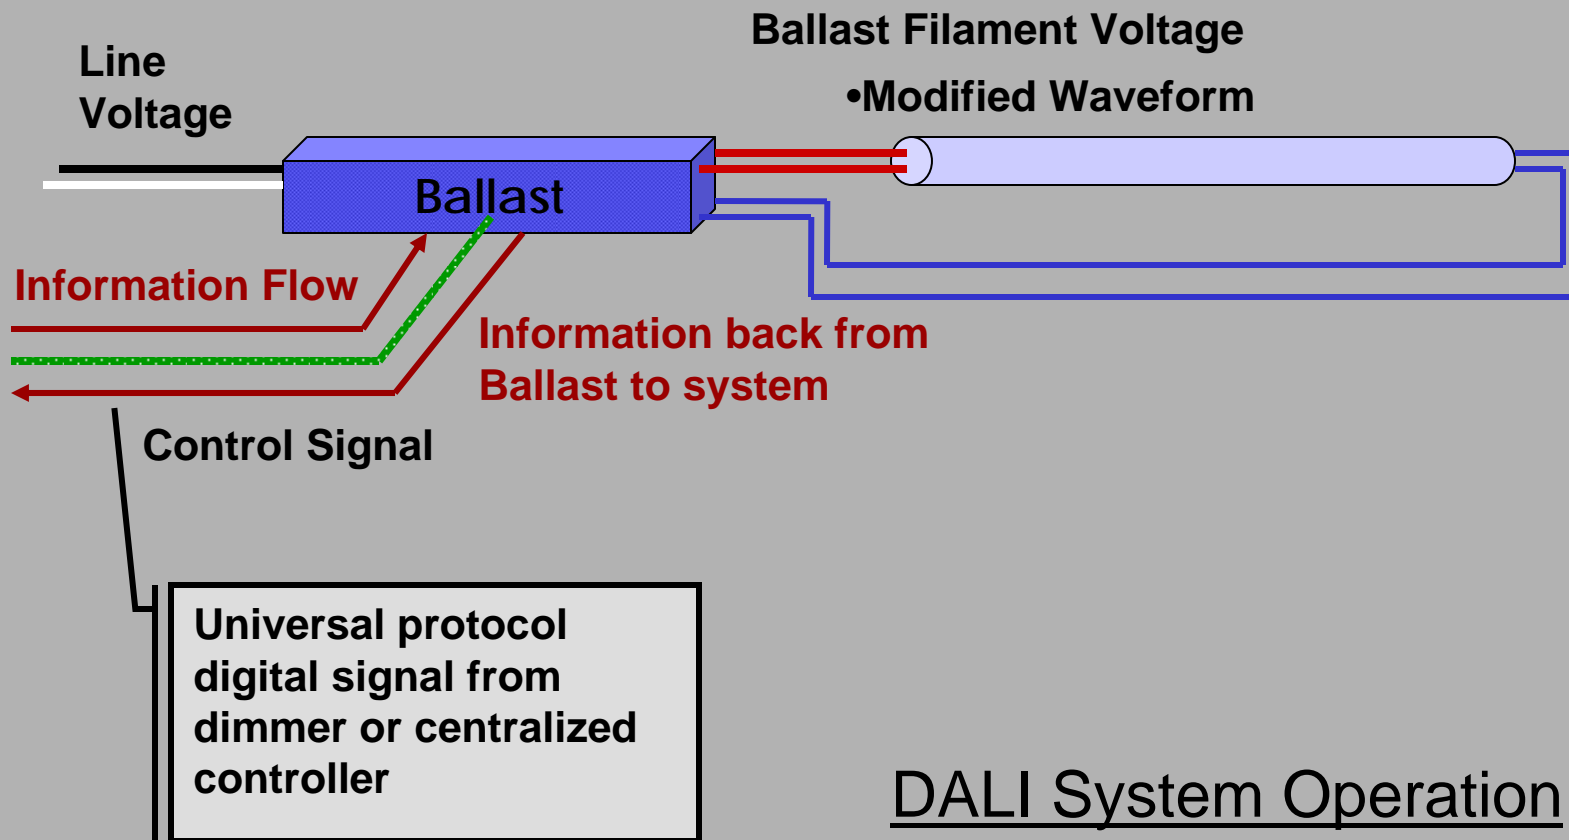 Line
Voltage
Ballast Filament Voltage
•Modified Waveform
Ballast
Information Flow
Information back from
Ballast to system
Control Signal
Universal protocol
digital signal from
dimmer or centralized
controller
DALI System Operation